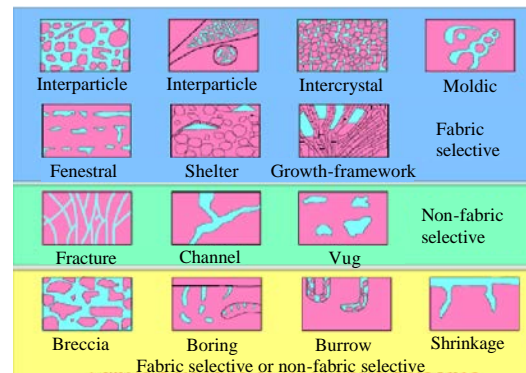 Interparticle Interparticle Intercrystal Moldic
Fabric
selective
Fenestral Shelter Growth-framework
Non-fabric
selective
Fracture Channel Vug
Breccia Boring Burrow Shrinkage
Fabric selective or non-fabric selective